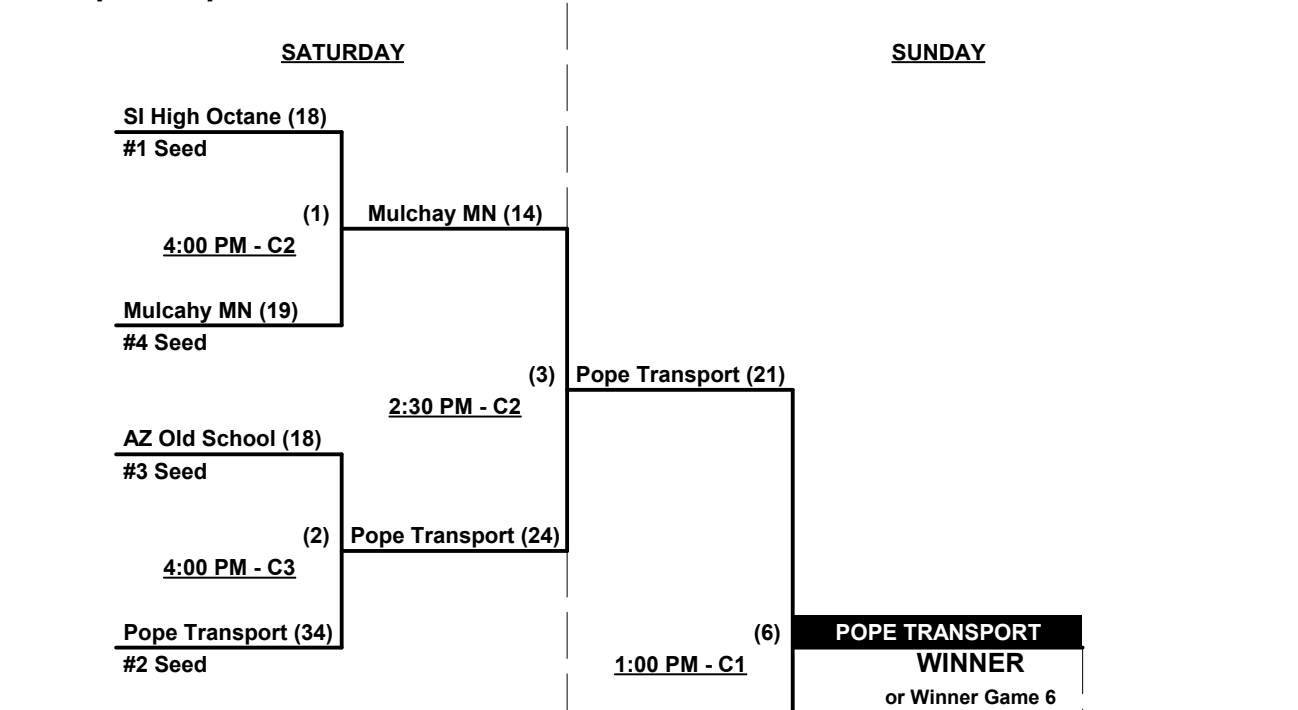 SATURDAY
SUNDAY
SI High Octane (18)
#1 Seed
(1)
Mulchay MN (14)
4:00 PM - C2
Mulcahy MN (19)
#4 Seed
(3)
Pope Transport (21)
2:30 PM - C2
AZ Old School (18)
#3 Seed
(2)
Pope Transport (24)
4:00 PM - C3
Pope Transport (34)
#2 Seed
(6)
POPE TRANSPORT
1:00 PM - C1
WINNER
or Winner Game 6